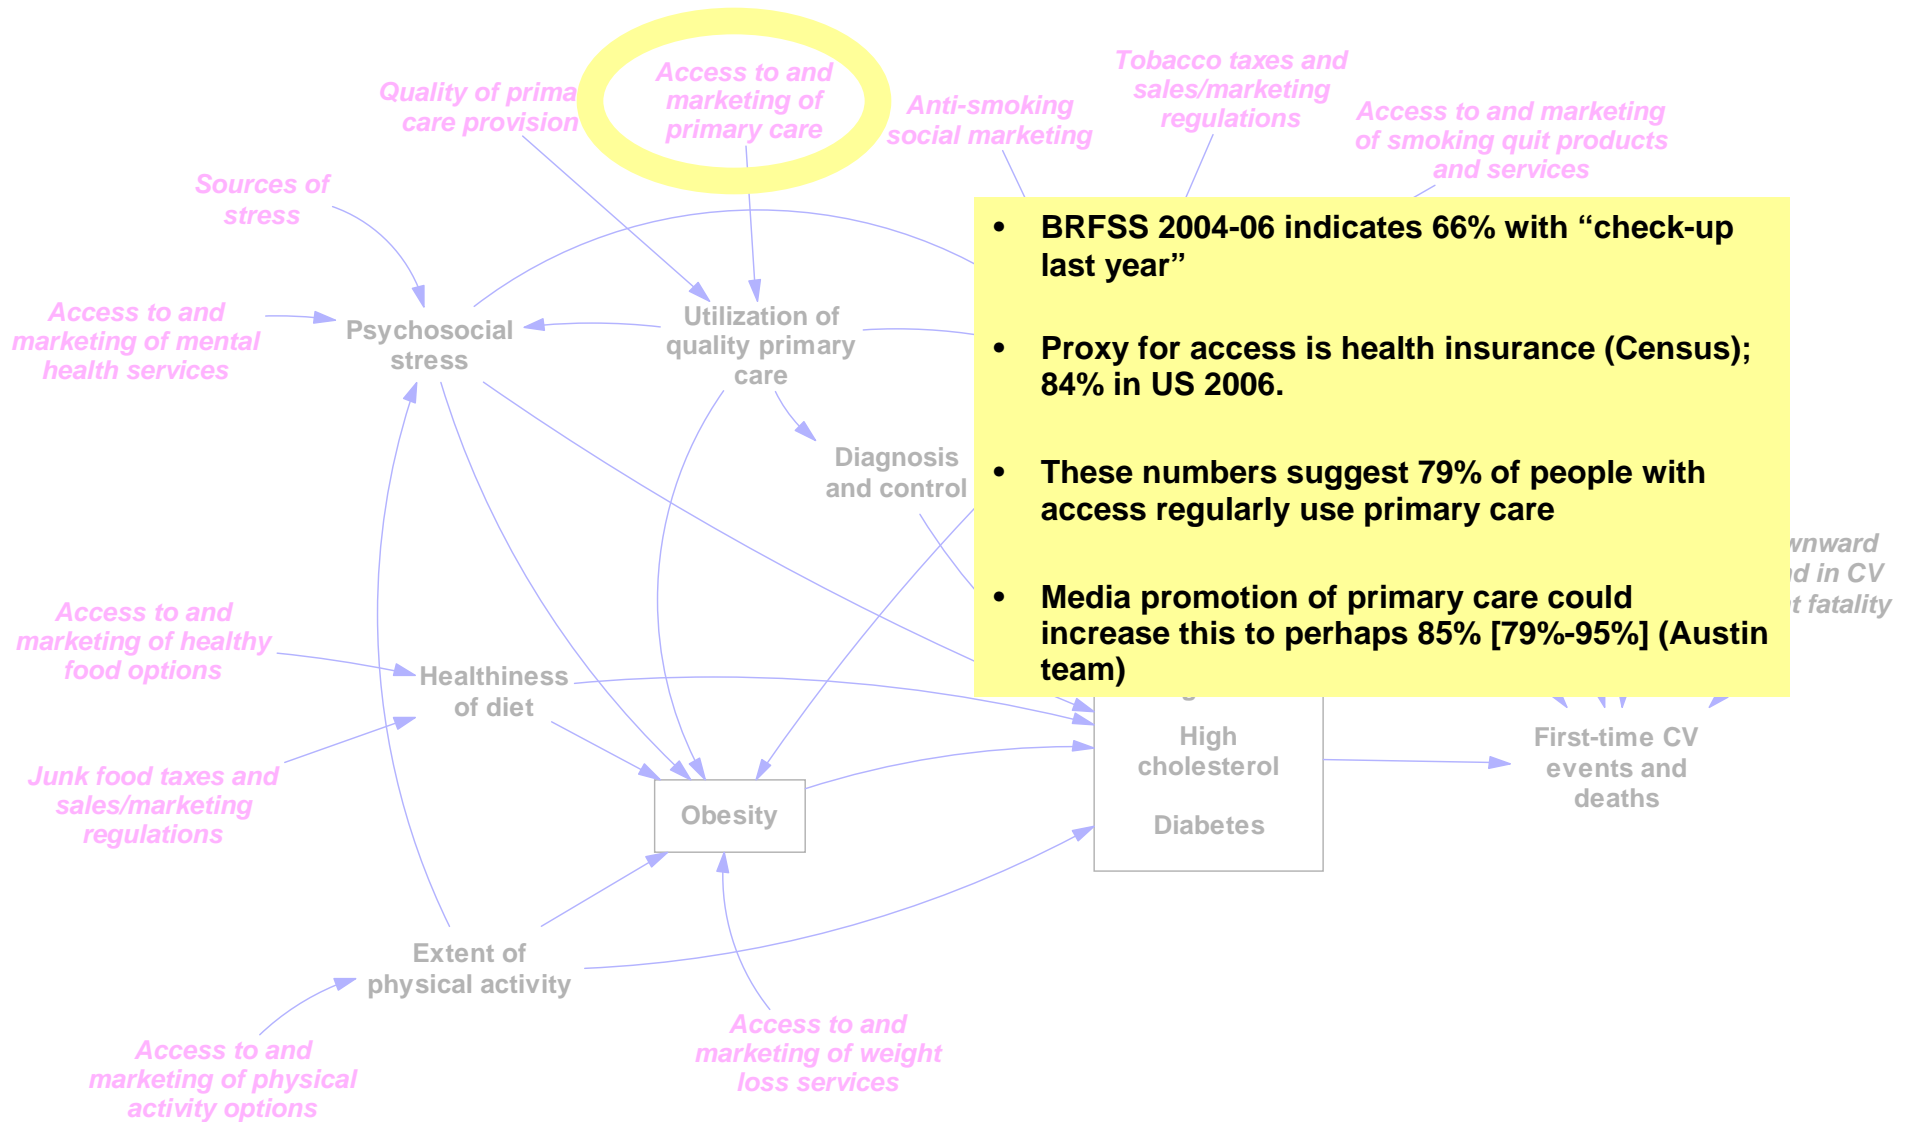 Access to and
marketing of
primary care
Quality of prima
care provision
Anti-smoking
social marketing
Tobacco taxes and
sales/marketing
regulations
Access to and marketing
of smoking quit products
and services
Sources of
stress
Access to and
marketing of mental
health services
Psychosocial
stress
Utilization of
quality primary
care
Diagnosis
and control
• BRFSS 2004-06 indicates 66% with “check-up
last year”
• Proxy for access is health insurance (Census);
84% in US 2006.
• These numbers suggest 79% of people with
access regularly use primary care
• Media promotion of primary care could
increase this to perhaps 85% [79%-95%] (Austin
team)
wnward
d in CV
t fatality
Access to and
marketing of healthy
food options
Healthiness
of diet
Junk food taxes and
sales/marketing
regulations
Obesity
High
cholesterol
Diabetes
First-time CV
events and
deaths
Extent of
physical activity
Access to and
marketing of physical
activity options
Access to and
marketing of weight
loss services